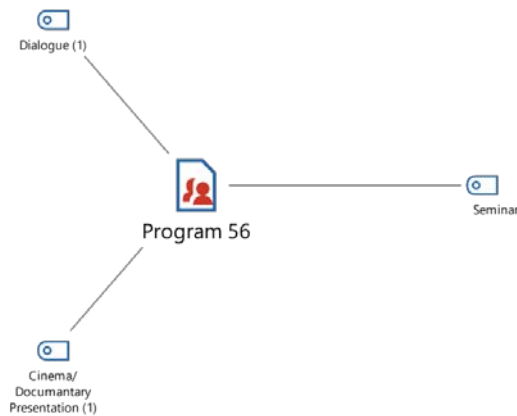 Dialogue (1)
Program 56
Seminar
Cinema/
Documantary
Presentation (1)